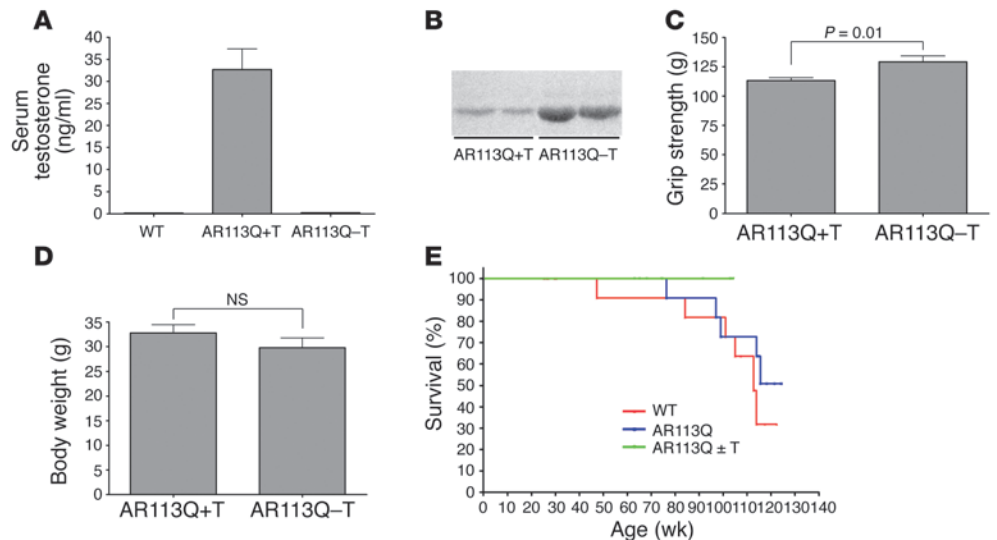 A
Serum testosterone (ng/ml)
40
35
30
25
20
15
10
5
0
WT
AR113Q+T
AR113Q–T
B
AR113Q+T
AR113Q–T
C
Grip strength (g)
150
125
100
75
50
25
0
P = 0.01
AR113Q+T
AR113Q–T
D
Body weight (g)
35
30
25
20
15
10
5
0
NS
AR113Q+T
AR113Q–T
E
Survival (%)
100
90
80
70
60
50
40
30
20
10
0
WT
AR113Q
AR113Q ± T
0 10 20 30 40 50 60 70 80 90 100 110 120 130 140
Age (wk)